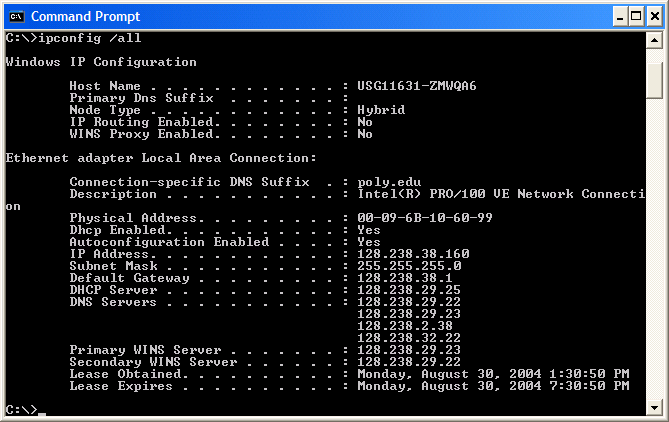 Command Prompt
C:\>ipconfig /all
Windows IP Configuration
Host Name . . . . . . . . . . . . : USG11631-ZMWQA6
Primary Dns Suffix . . . . . . . :
Node Type . . . . . . . . . . . . : Hybrid
IP Routing Enabled. . . . . . . . : No
WINS Proxy Enabled. . . . . . . . : No
Ethernet adapter Local Area Connection:
Connection-specific DNS Suffix . : poly.edu
Description . . . . . . . . . . . : Intel(R) PRO/100 VE Network Connecti
on
Physical Address. . . . . . . . . : 00-09-6B-10-60-99
Dhcp Enabled. . . . . . . . . . . : Yes
Autoconfiguration Enabled . . . . : Yes
IP Address. . . . . . . . . . . . : 128.238.38.160
Subnet Mask . . . . . . . . . . . : 255.255.255.0
Default Gateway . . . . . . . . . : 128.238.38.1
DHCP Server . . . . . . . . . . . : 128.238.29.25
DNS Servers . . . . . . . . . . . : 128.238.29.22
128.238.29.23
128.238.2.38
128.238.32.22
Primary WINS Server . . . . . . . : 128.238.29.23
Secondary WINS Server . . . . . . : 128.238.29.22
Lease Obtained. . . . . . . . . . : Monday, August 30, 2004 1:30:50 PM
Lease Expires . . . . . . . . . . : Monday, August 30, 2004 7:30:50 PM
C:\>_